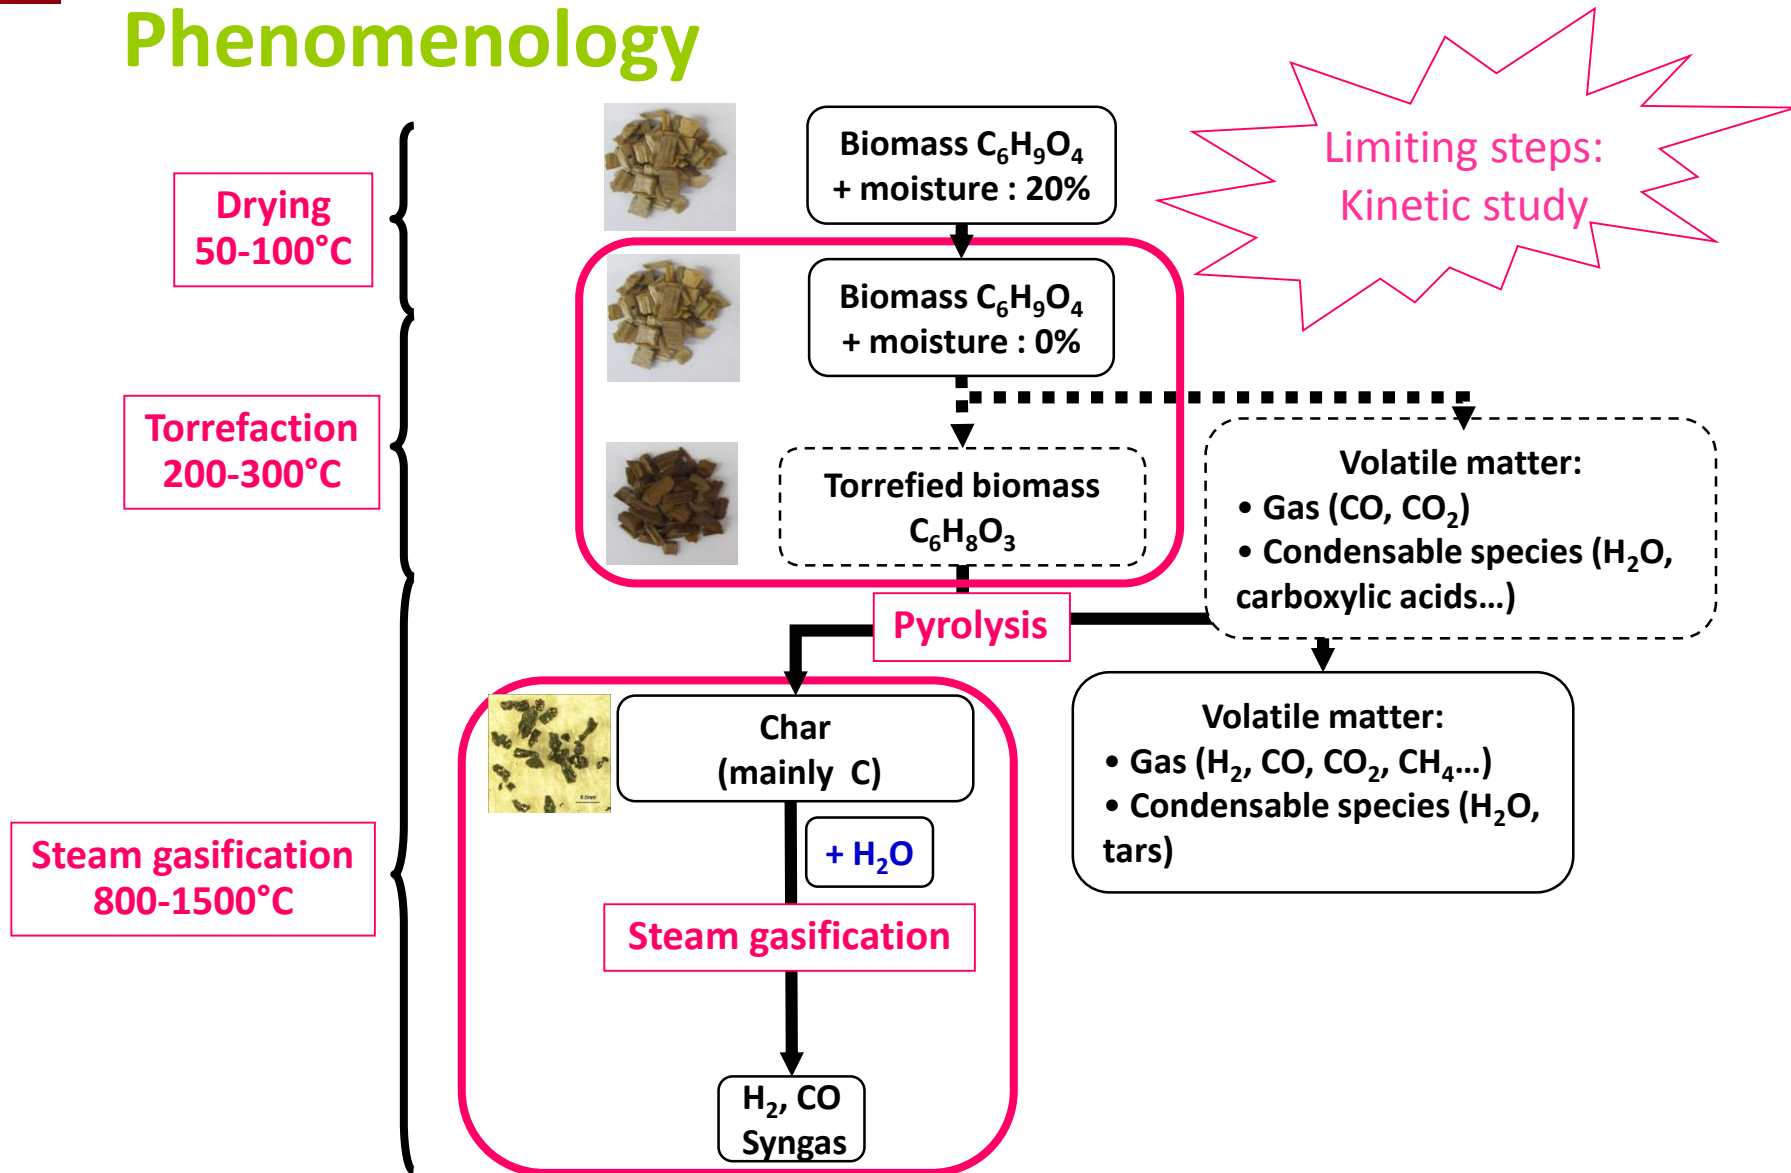 Phenomenology
Limiting steps:
Kinetic study
Drying
50-100°C
Biomass C₆H₉O₄
+ moisture : 20%
Biomass C₆H₉O₄
+ moisture : 0%
Torrefaction
200-300°C
Torrefied biomass
C₆H₈O₃
Volatile matter:
• Gas (CO, CO₂)
• Condensable species (H₂O,
carboxylic acids…)
Pyrolysis
Char
(mainly C)
Volatile matter:
• Gas (H₂, CO, CO₂, CH₄…)
• Condensable species (H₂O,
tars)
Steam gasification
800-1500°C
+ H₂O
Steam gasification
H₂, CO
Syngas